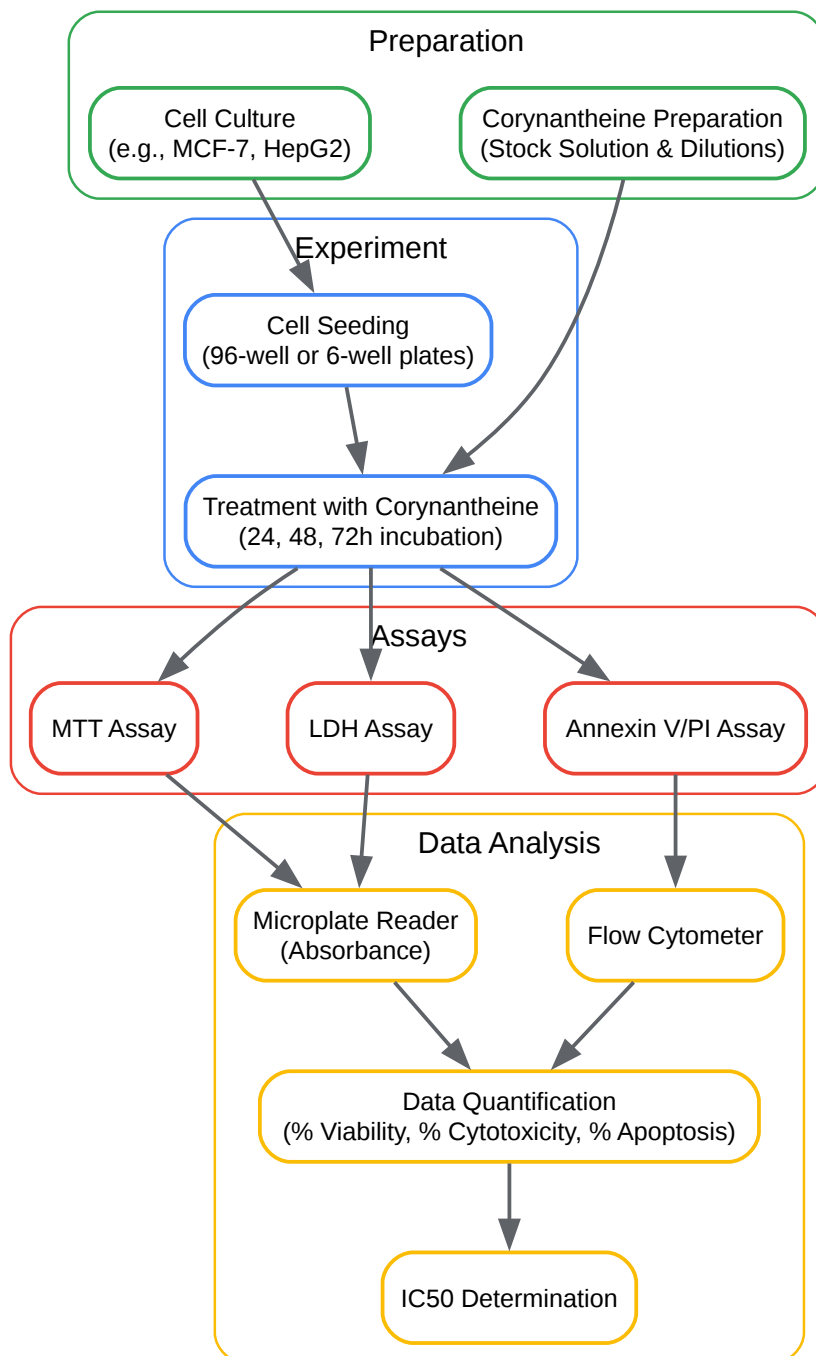 Preparation
Cell Culture
(e.g., MCF-7, HepG2)
Corynantheine Preparation
(Stock Solution & Dilutions)
Experiment
Cell Seeding
(96-well or 6-well plates)
Treatment with Corynantheine
(24, 48, 72h incubation)
Assays
MTT Assay
LDH Assay
Annexin V/PI Assay
Data Analysis
Microplate Reader
(Absorbance)
Flow Cytometer
Data Quantification
(% Viability, % Cytotoxicity, % Apoptosis)
IC50 Determination